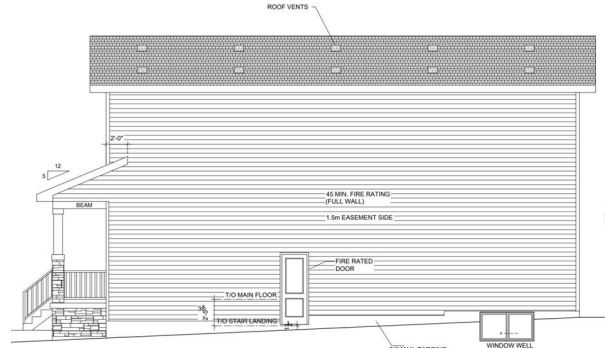 ROOF VENTS
2'-0"
12
5
45 MIN. FIRE RATING
(FULL WALL)
BEAM
1.5m EASEMENT SIDE
FIRE RATED
DOOR
T/O MAIN FLOOR
T/O STAIR LANDING
WINDOW WELL